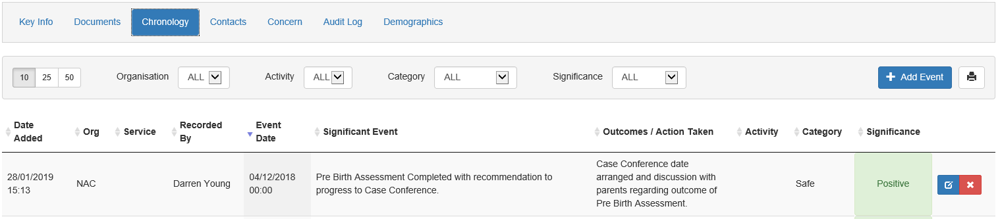 Key Info Documents Chronology Contacts Concern Audit Log Demographics
10 25 50 Organisation ALL Activity ALL Category ALL Significance ALL Add Event
Date Added Org Service Recorded By Event Date Significant Event Outcomes / Action Taken Activity Category Significance
28/01/2019 15:13
NAC
Darren Young
04/12/2018 00:00
Pre Birth Assessment Completed with recommendation to
progress to Case Conference.
Case Conference date
arranged and discussion with
parents regarding outcome of
Pre Birth Assessment.
Safe
Positive